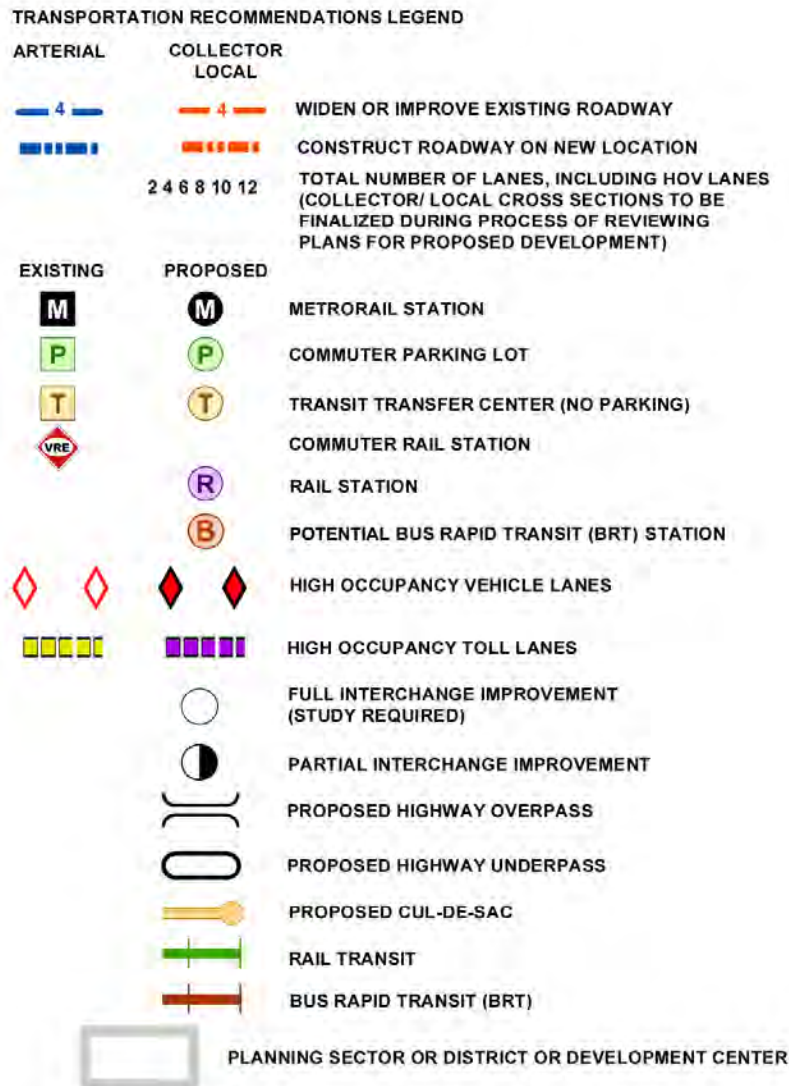 TRANSPORTATION RECOMMENDATIONS LEGEND
ARTERIAL COLLECTOR
LOCAL
4 4 WIDEN OR IMPROVE EXISTING ROADWAY
CONSTRUCT ROADWAY ON NEW LOCATION
2 4 6 8 10 12 TOTAL NUMBER OF LANES, INCLUDING HOV LANES
(COLLECTOR/ LOCAL CROSS SECTIONS TO BE
FINALIZED DURING PROCESS OF REVIEWING
PLANS FOR PROPOSED DEVELOPMENT)
EXISTING PROPOSED
M M METRORAIL STATION
P P COMMUTER PARKING LOT
T T TRANSIT TRANSFER CENTER (NO PARKING)
VRE COMMUTER RAIL STATION
R RAIL STATION
B POTENTIAL BUS RAPID TRANSIT (BRT) STATION
HIGH OCCUPANCY VEHICLE LANES
HIGH OCCUPANCY TOLL LANES
FULL INTERCHANGE IMPROVEMENT
(STUDY REQUIRED)
PARTIAL INTERCHANGE IMPROVEMENT
PROPOSED HIGHWAY OVERPASS
PROPOSED HIGHWAY UNDERPASS
PROPOSED CUL-DE-SAC
RAIL TRANSIT
BUS RAPID TRANSIT (BRT)
PLANNING SECTOR OR DISTRICT OR DEVELOPMENT CENTER